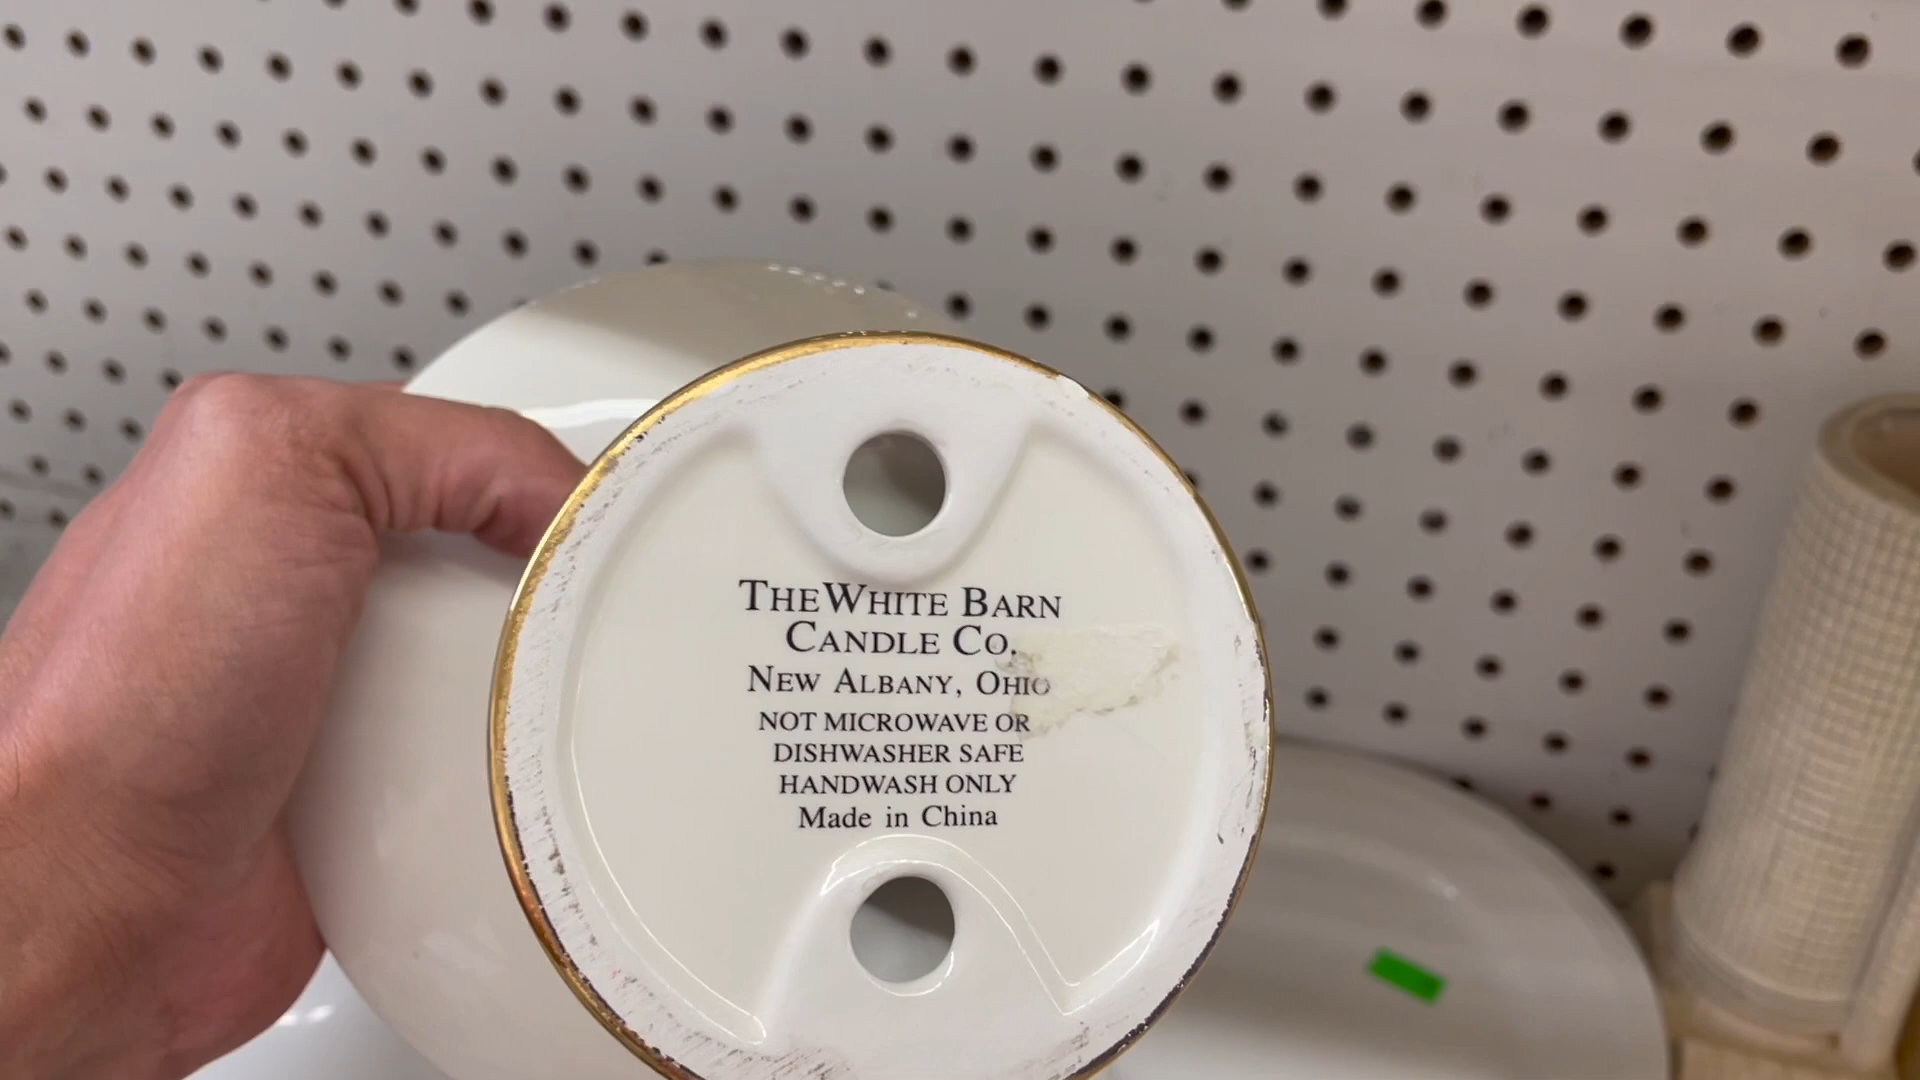 THE WHITE BARN
CANDLE CO.
NEW ALBANY, OHIO
NOT MICROWAVE OR
DISHWASHER SAFE
HANDWASH ONLY
Made in China